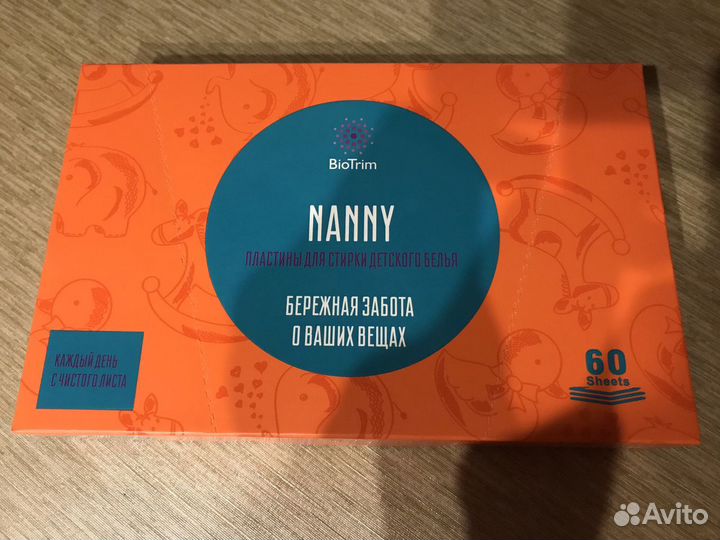 BioTrim
NANNY
ПЛАСТИНЫ ДЛЯ СТИРКИ ДЕТСКОГО БЕЛЬЯ
БЕРЕЖНАЯ ЗАБОТА
О ВАШИХ ВЕЩАХ
КАЖДЫЙ ДЕНЬ
С ЧИСТОГО ЛИСТА
60
Sheets
Avito